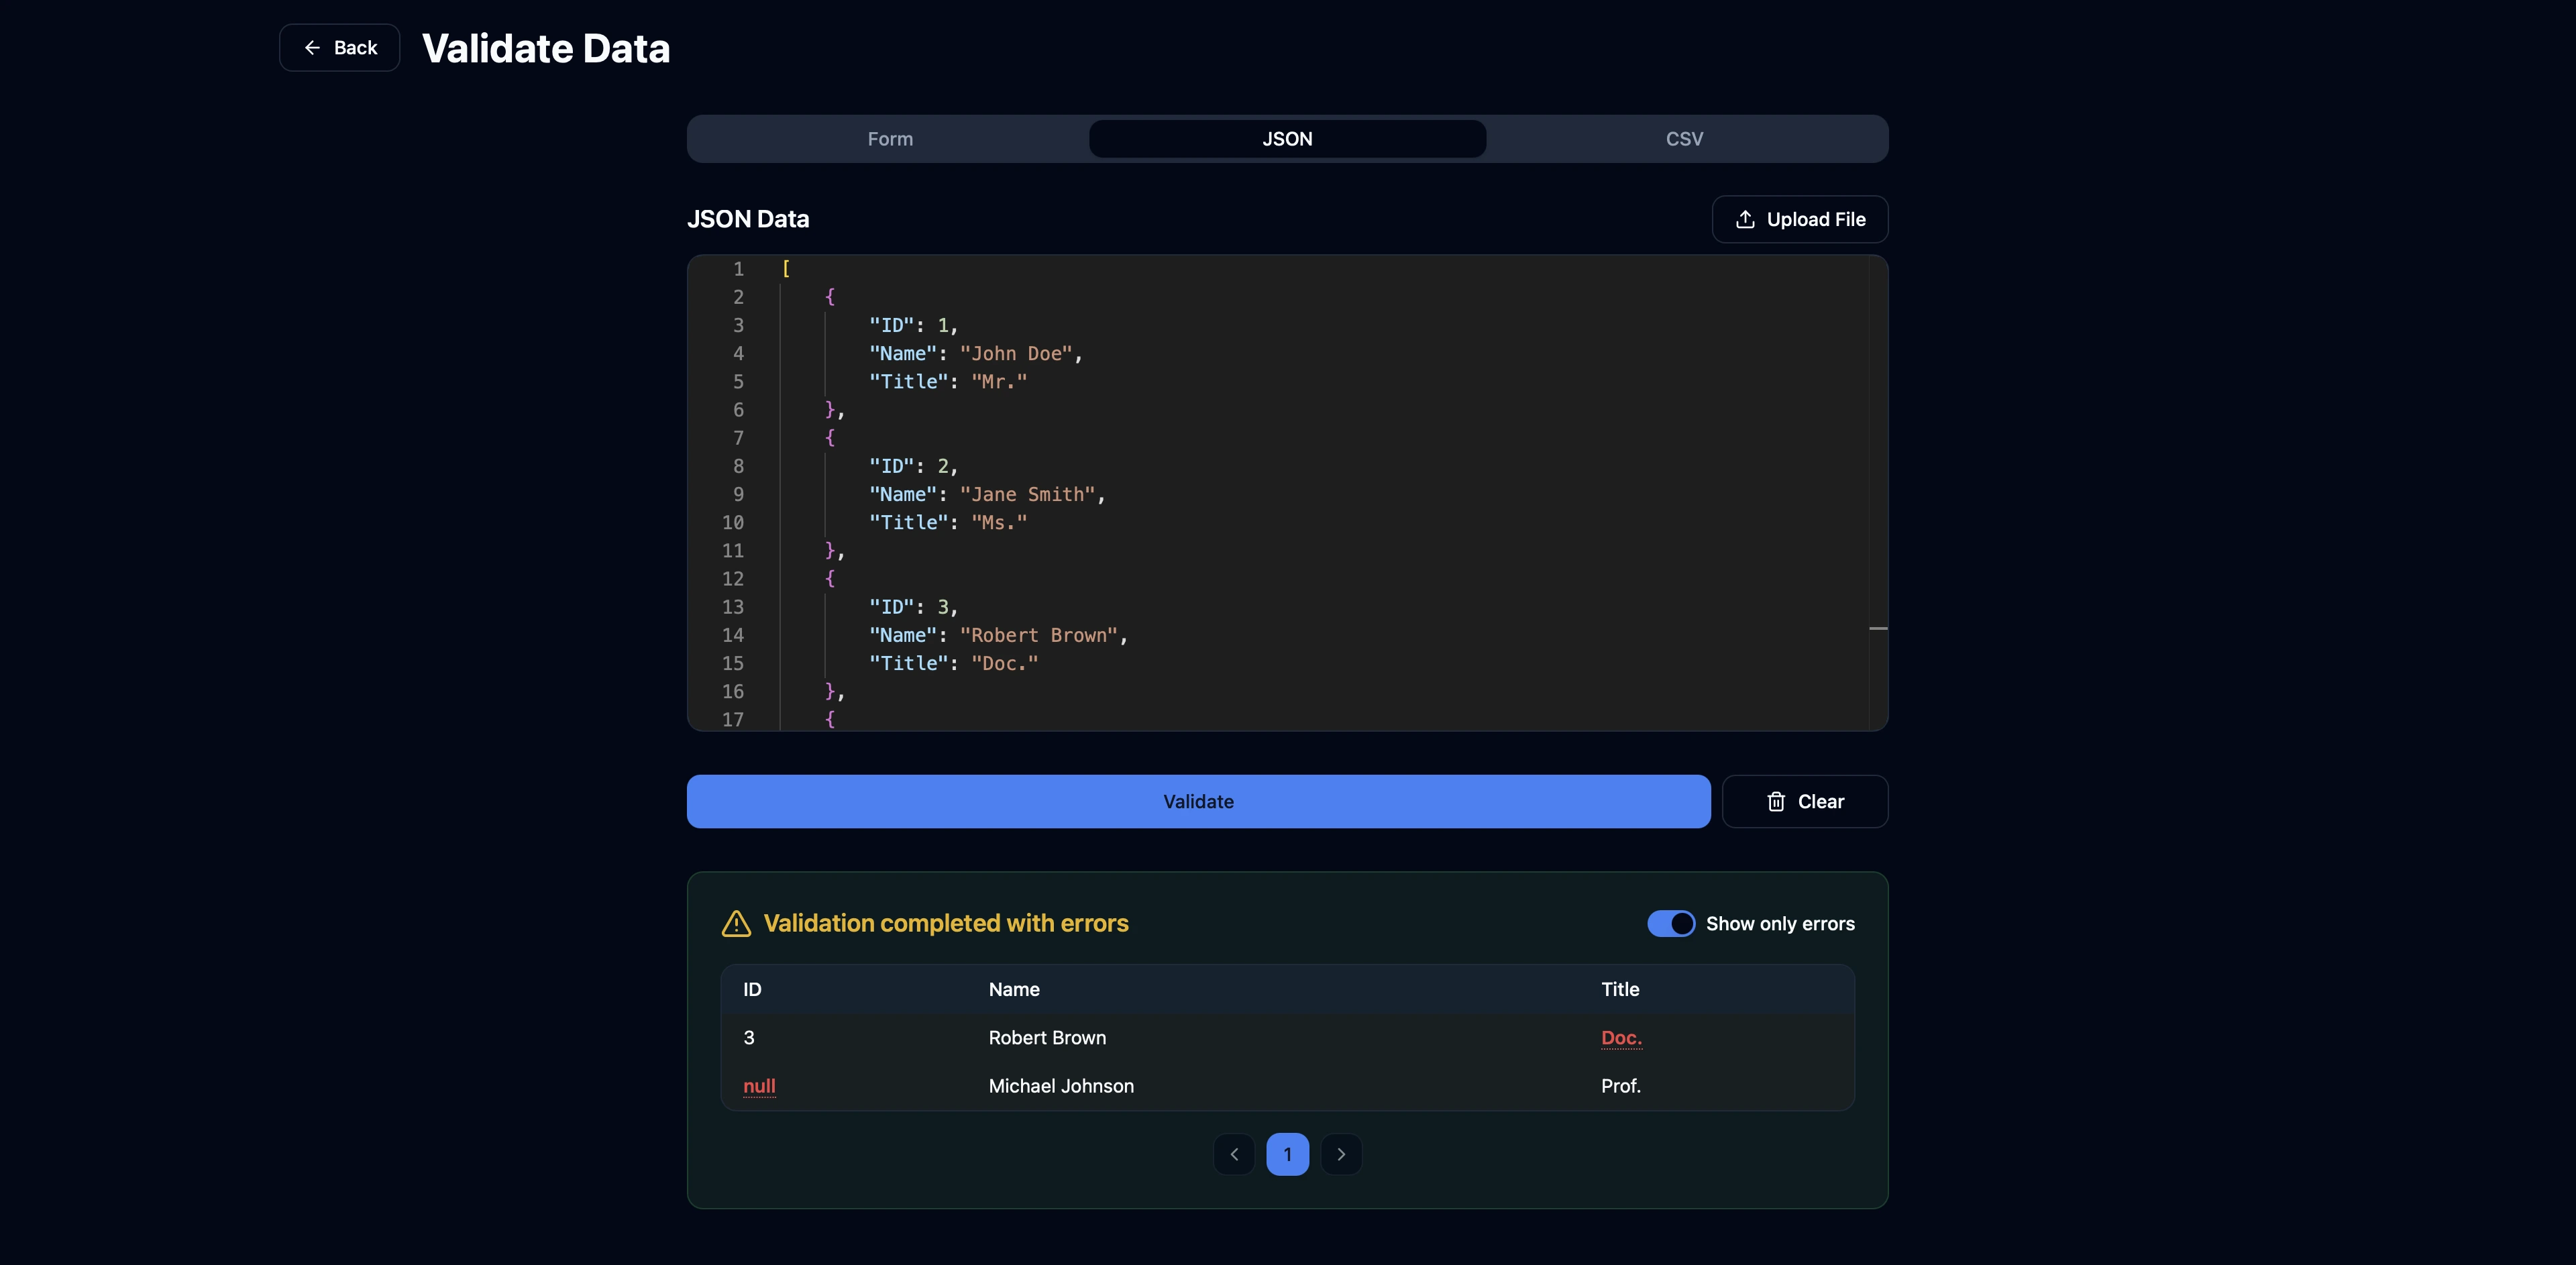 Back
Validate Data
Form
JSON
CSV
JSON Data
Upload File
1 [
2 {
3 "ID": 1,
4 "Name": "John Doe",
5 "Title": "Mr."
6 },
7 {
8 "ID": 2,
9 "Name": "Jane Smith",
10 "Title": "Ms."
11 },
12 {
13 "ID": 3,
14 "Name": "Robert Brown",
15 "Title": "Doc."
16 },
17 {
Validate
Clear
Validation completed with errors
Show only errors
ID Name Title
3 Robert Brown Doc.
null Michael Johnson Prof.
1